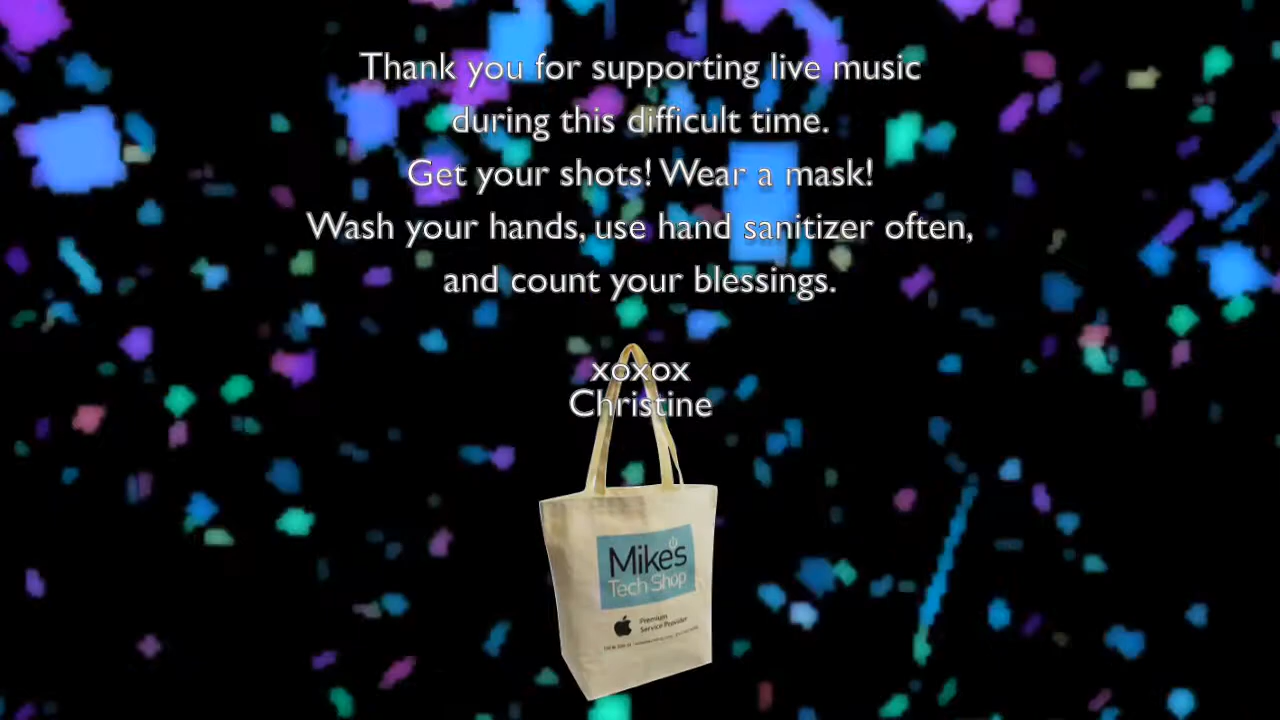 Thank you for supporting live music
during this difficult time.
Get your shots! Wear a mask!
Wash your hands, use hand sanitizer often,
and count your blessings.
xoxox
Christine
Mike's
Tech Shop
Premium
Service Provider